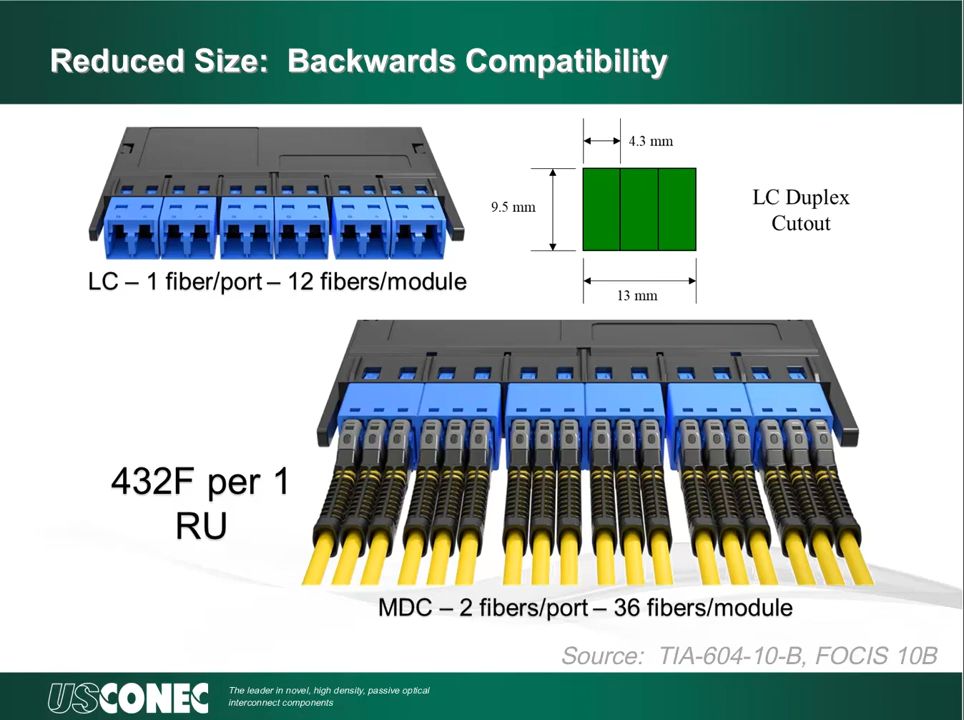 Reduced Size:  Backwards Compatibility
4.3 mm
9.5 mm
LC Duplex
Cutout
LC – 1 fiber/port – 12 fibers/module
13 mm
432F per 1
RU
MDC – 2 fibers/port – 36 fibers/module
Source:  TIA-604-10-B, FOCIS 10B
USCONEC
The leader in novel, high density, passive optical
interconnect components